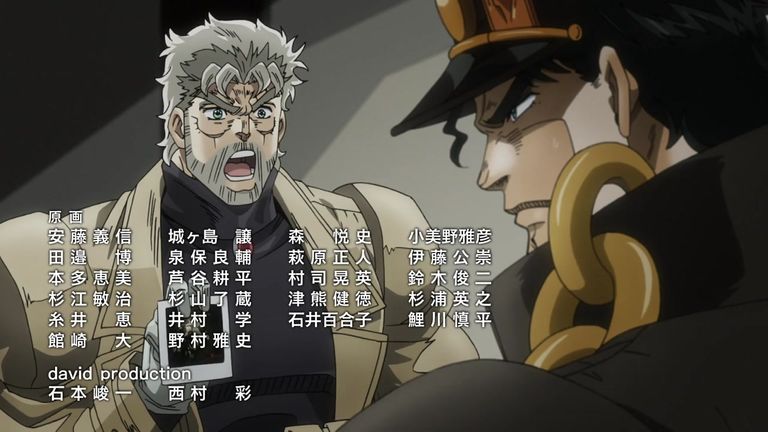 原画
安藤義信 城ヶ島 譲 森 悦史 小美野雅彦
田邉 博 泉保良輔 萩原正人 伊藤公崇
本多恵美 芦谷耕平 村司晃英 鈴木俊二
杉江敏治 杉山了蔵 津熊健徳 杉浦英之
糸井 恵 井村 学 石井百合子 鯉川慎平
館崎 大 野村雅史
david production
石本峻一 西村 彩